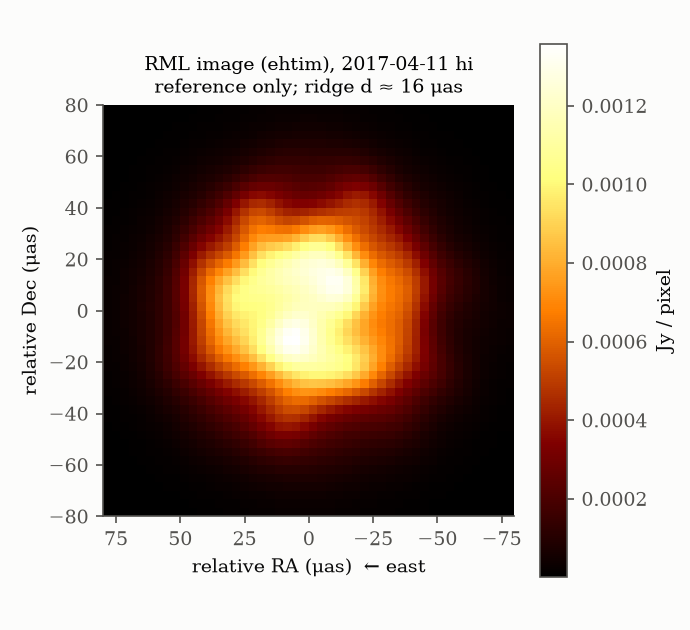 RML image (ehtim), 2017-04-11 hi
reference only; ridge d ≈ 16 µas
80
60
40
20
0
−20
−40
−60
−80
relative Dec (µas)
75 50 25 0 −25 −50 −75
relative RA (µas) ← east
0.0012
0.0010
0.0008
0.0006
0.0004
0.0002
Jy / pixel